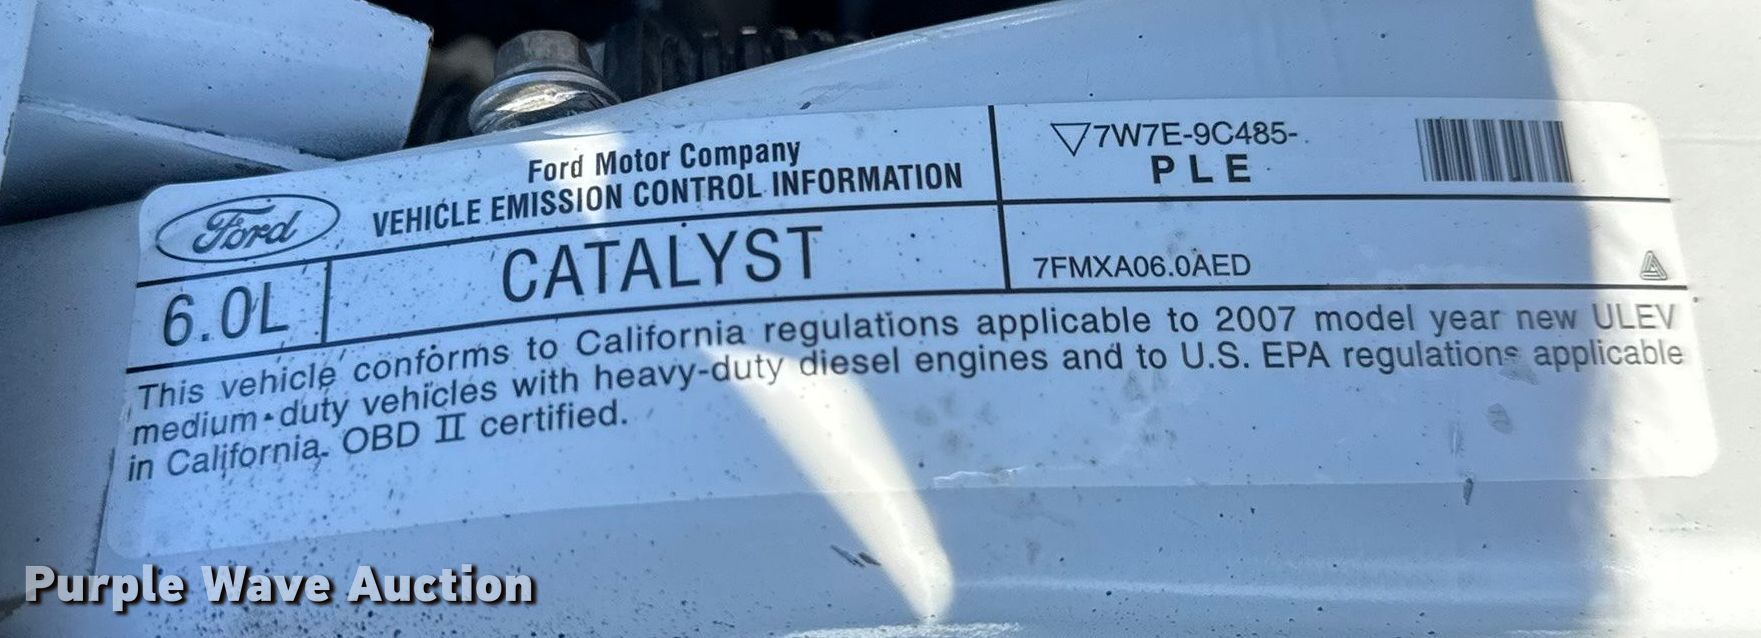 Ford
Ford Motor Company
VEHICLE EMISSION CONTROL INFORMATION
7W7E-9C485-
PLE
6.0L
CATALYST
7FMXA06.0AED
This vehicle conforms to California regulations applicable to 2007 model year new ULEV
medium-duty vehicles with heavy-duty diesel engines and to U.S. EPA regulations applicable
in California. OBD II certified.
Purple Wave Auction